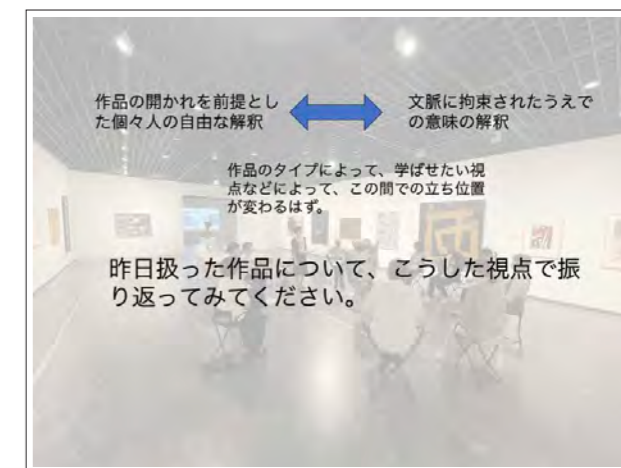 作品の開かれを前提とし
た個々人の自由な解釈
文脈に拘束されたうえで
の意味の解釈
作品のタイプによって、学ばせたい視
点などによって、この間での立ち位置
が変わるはず。
昨日扱った作品について、こうした視点で振
り返ってみてください。